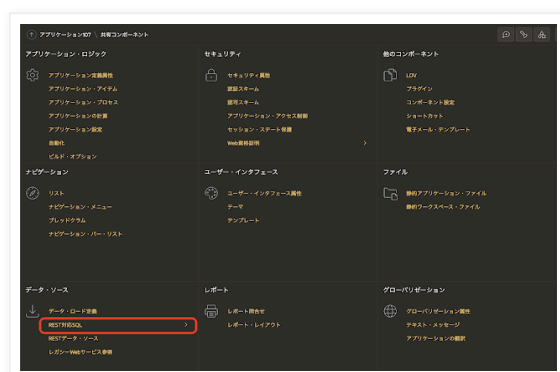 アプリケーション107 \ 共有コンポーネント
アプリケーション・ロジック
アプリケーション定義属性
アプリケーション・アイテム
アプリケーション・プロセス
アプリケーションの計算
アプリケーション設定
自動化
ビルド・オプション
セキュリティ
セキュリティ属性
認証スキーム
認可スキーム
アプリケーション・アクセス制御
セッション・ステート保護
Web資格証明
他のコンポーネント
LOV
プラグイン
コンポーネント設定
ショートカット
電子メール・テンプレート
ナビゲーション
リスト
ナビゲーション・メニュー
ブレッドクラム
ナビゲーション・バー・リスト
ユーザー・インタフェース
ユーザー・インタフェース属性
テーマ
テンプレート
ファイル
静的アプリケーション・ファイル
静的ワークスペース・ファイル
データ・ソース
データ・ロード定義
REST対応SQL
RESTデータ・ソース
レガシーWebサービス参照
レポート
レポート問合せ
レポート・レイアウト
グローバリゼーション
グローバリゼーション属性
テキスト・メッセージ
アプリケーションの翻訳